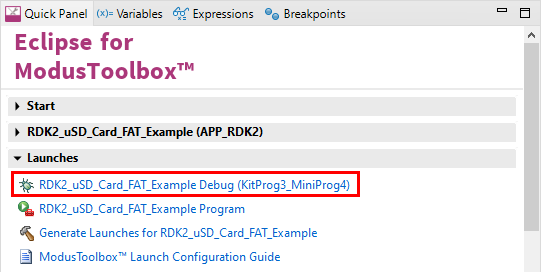 Quick Panel
(x)= Variables
Expressions
Breakpoints
Eclipse for
ModusToolbox™
Start
RDK2_uSD_Card_FAT_Example (APP_RDK2)
Launches
RDK2_uSD_Card_FAT_Example Debug (KitProg3_MiniProg4)
RDK2_uSD_Card_FAT_Example Program
Generate Launches for RDK2_uSD_Card_FAT_Example
ModusToolbox™ Launch Configuration Guide